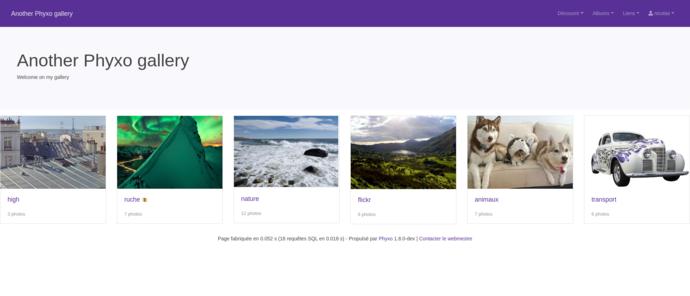 Another Phyxo gallery
Découvrir Albums Liens nicolas
Another Phyxo gallery
Welcome on my gallery
high
ruche
nature
flickr
animaux
transport
3 photos
7 photos
12 photos
6 photos
7 photos
6 photos
Page fabriquée en 0.052 s (18 requêtes SQL en 0.018 s) - Propulsé par Phyxo 1.8.0-dev | Contacter le webmestre